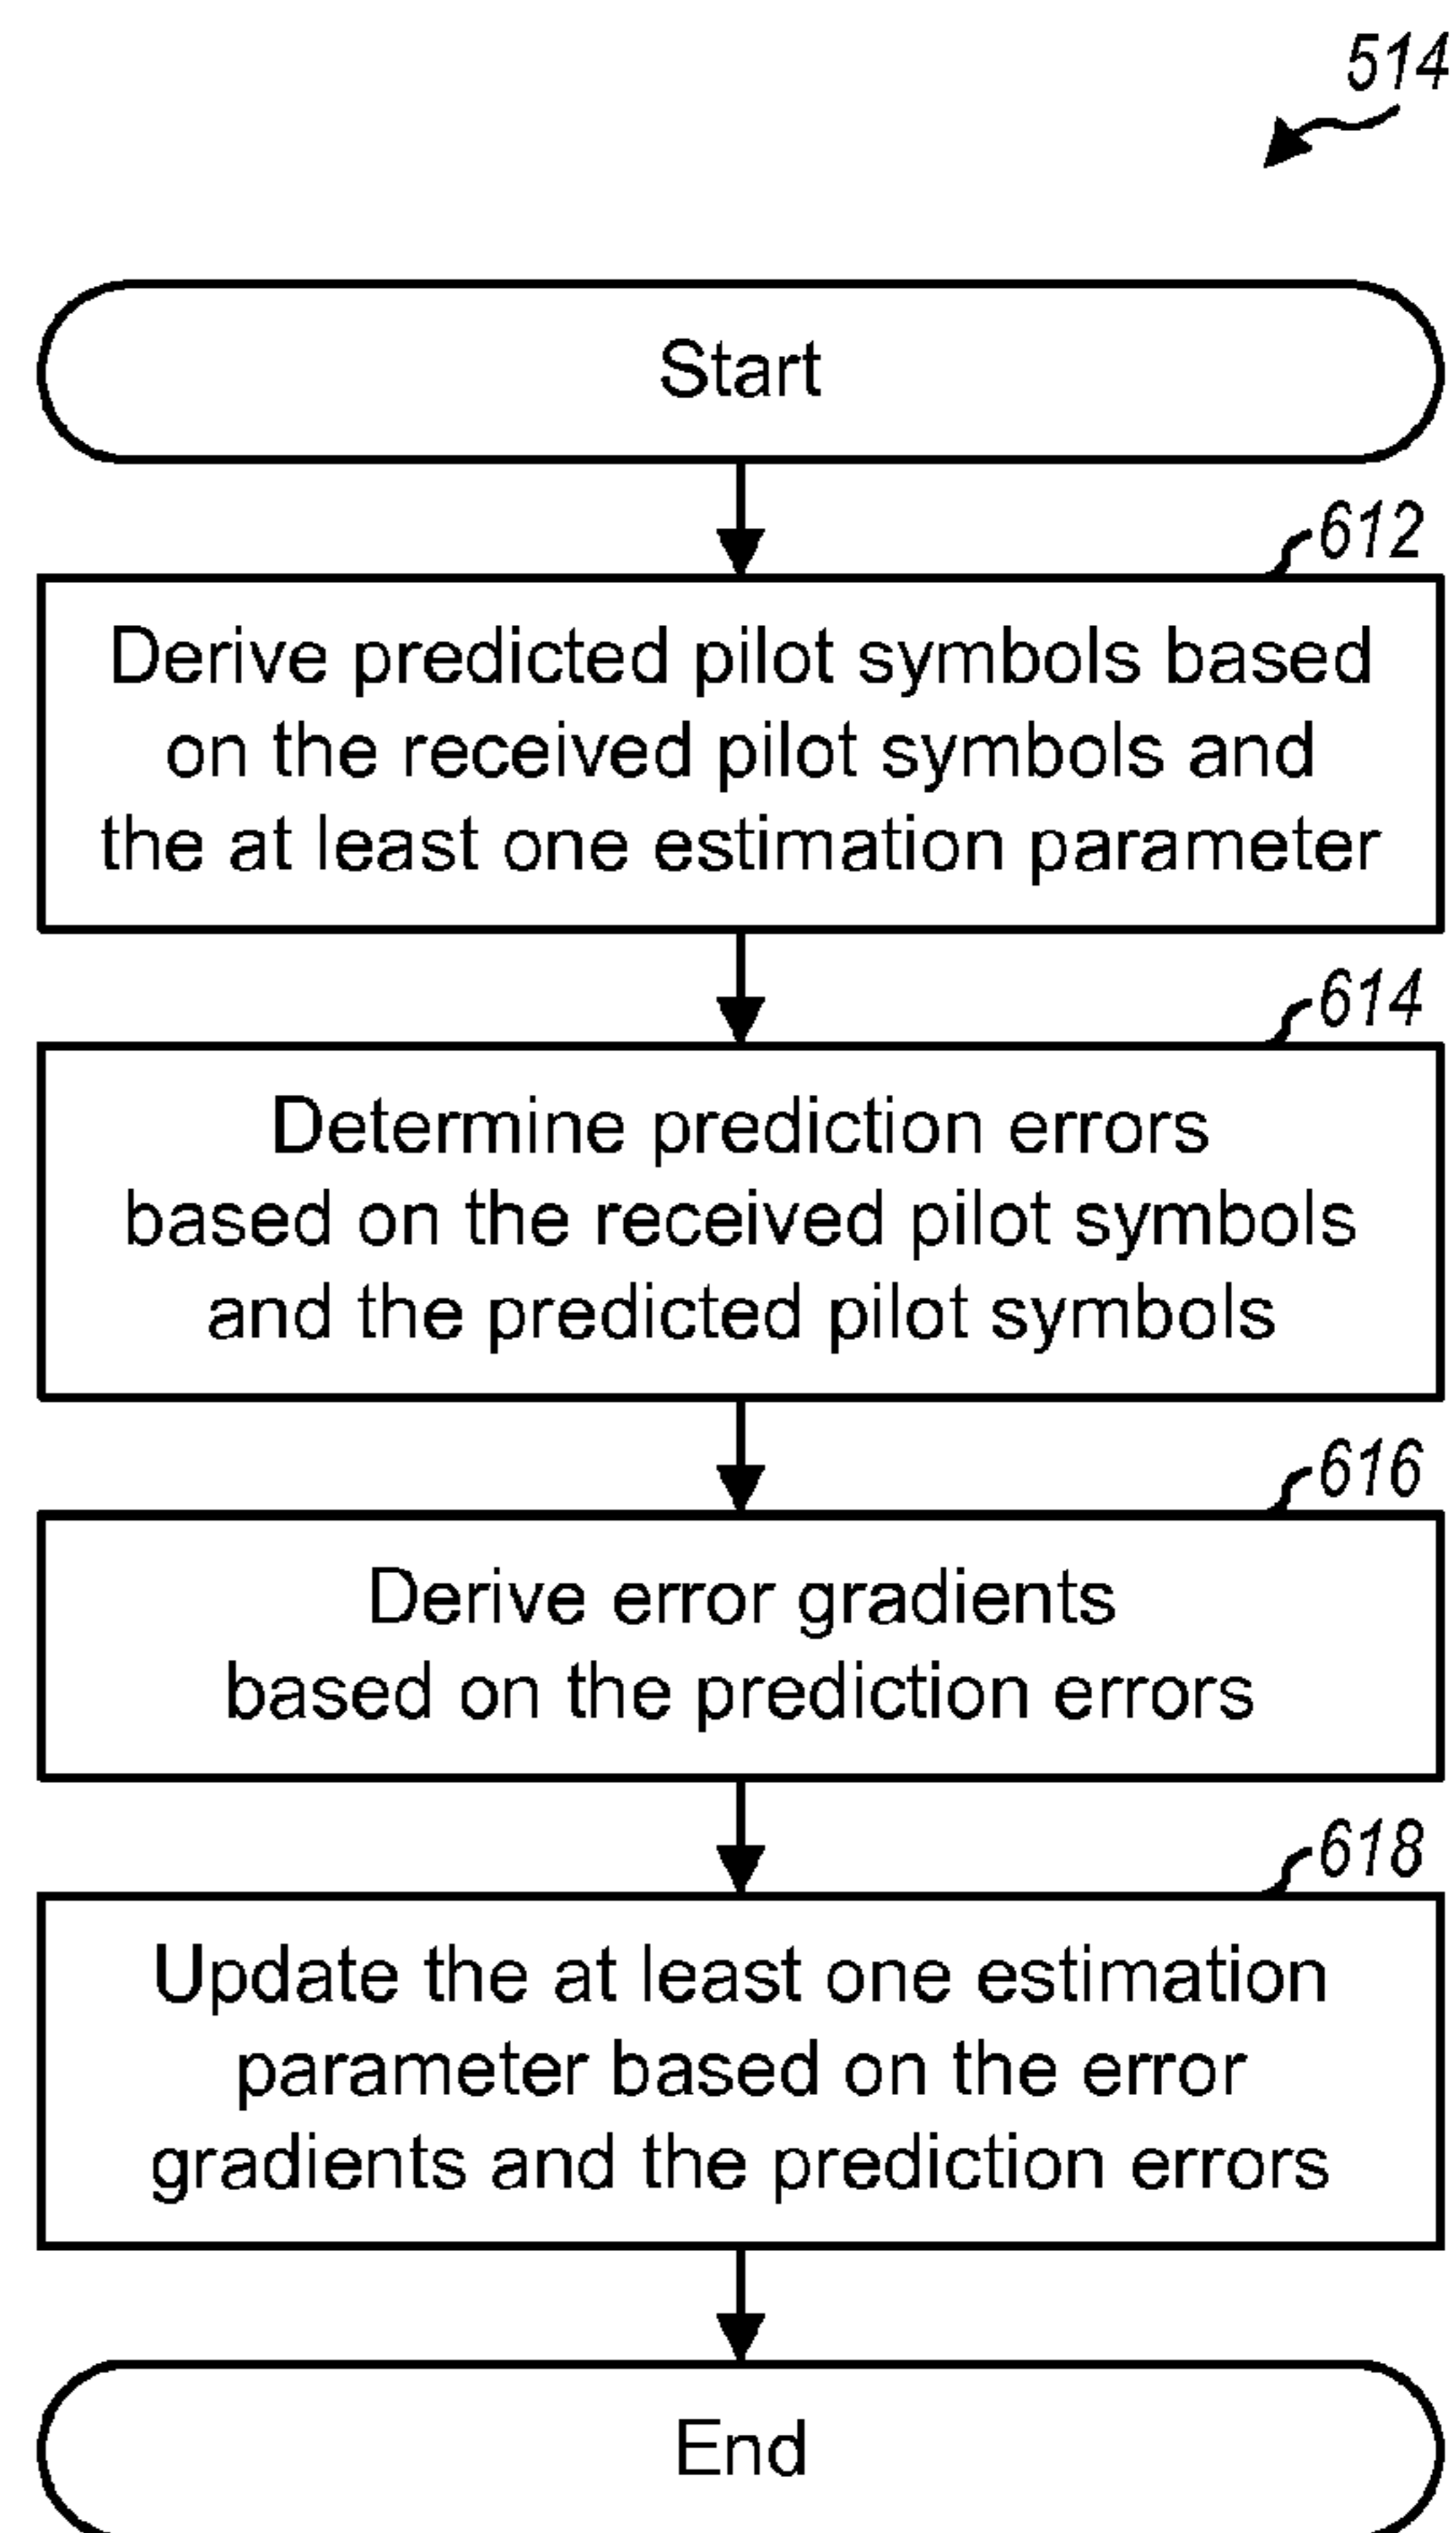 514
Start
612
Derive predicted pilot symbols based
on the received pilot symbols and
the at least one estimation parameter
614
Determine prediction errors
based on the received pilot symbols
and the predicted pilot symbols
616
Derive error gradients
based on the prediction errors
618
Update the at least one estimation
parameter based on the error
gradients and the prediction errors
End